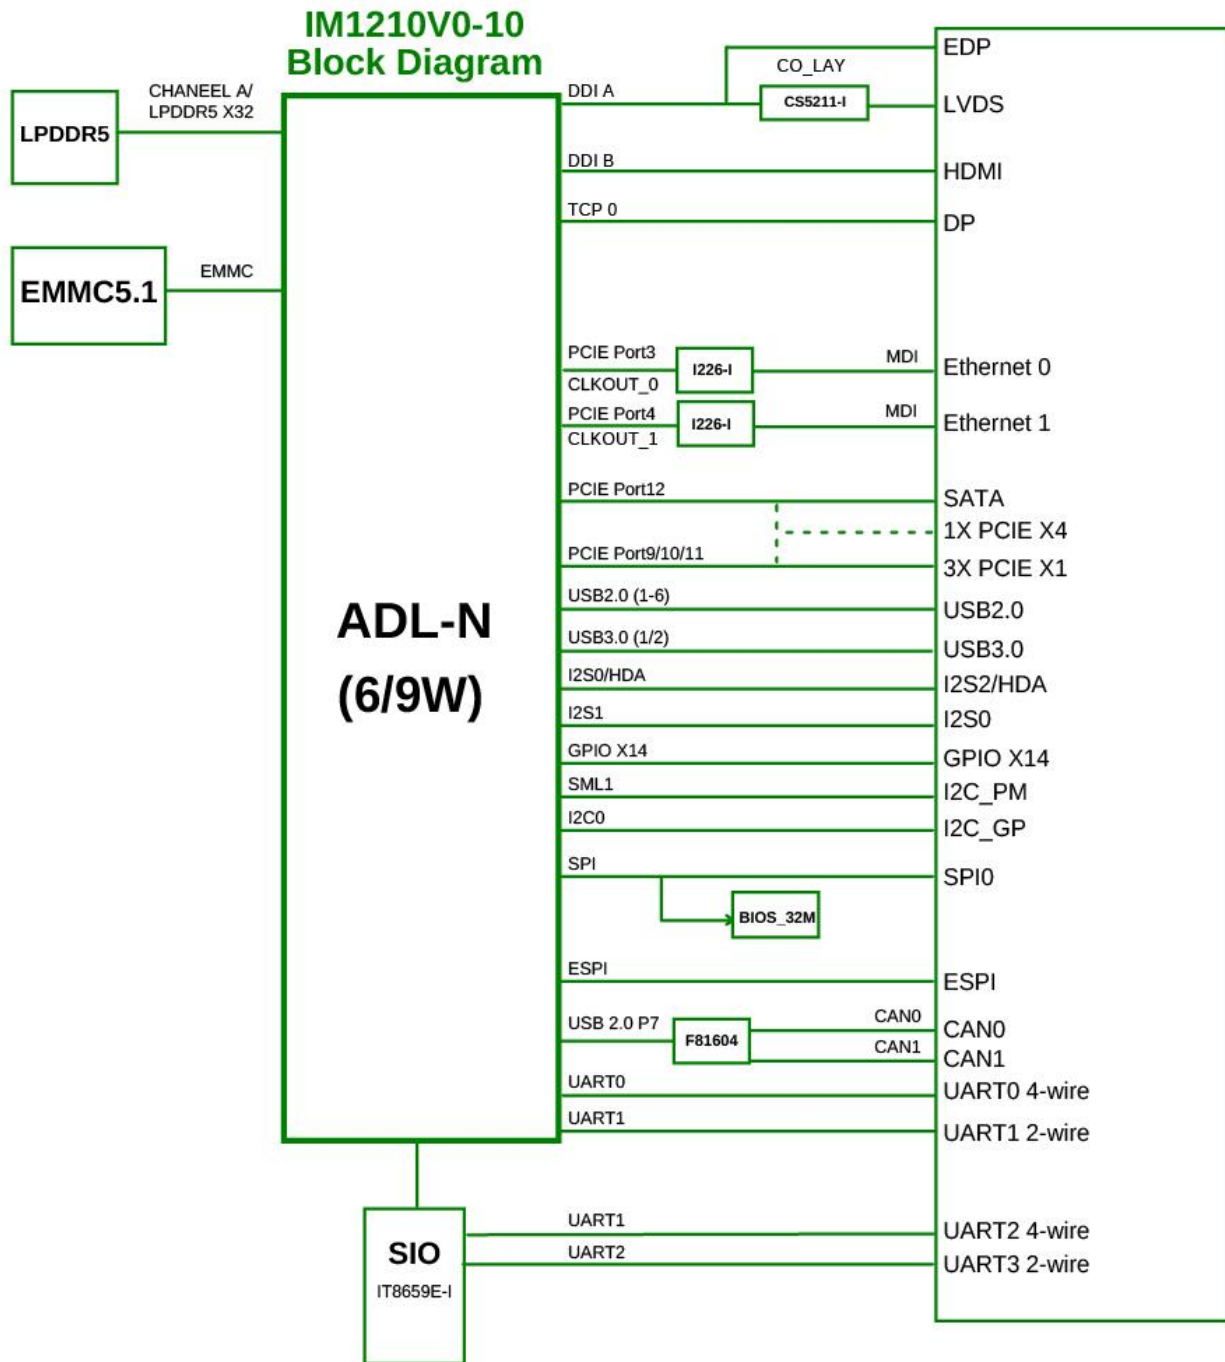 IM1210V0-10
Block Diagram
CHANEEL A/
LPDDR5 X32
LPDDR5
EMMC
EMMC5.1
ADL-N
(6/9W)
DDI A
CO_LAY
CS5211-I
EDP
LVDS
DDI B
HDMI
TCP 0
DP
PCIE Port3
CLKOUT_0
I226-I
MDI
Ethernet 0
PCIE Port4
CLKOUT_1
I226-I
MDI
Ethernet 1
PCIE Port12
SATA
1X PCIE X4
PCIE Port9/10/11
3X PCIE X1
USB2.0 (1-6)
USB2.0
USB3.0 (1/2)
USB3.0
I2S0/HDA
I2S2/HDA
I2S1
I2S0
GPIO X14
GPIO X14
SML1
I2C_PM
I2C0
I2C_GP
SPI
SPI0
BIOS_32M
ESPI
ESPI
USB 2.0 P7
F81604
CAN0
CAN0
CAN1
CAN1
UART0
UART0 4-wire
UART1
UART1 2-wire
SIO
IT8659E-I
UART1
UART2 4-wire
UART2
UART3 2-wire